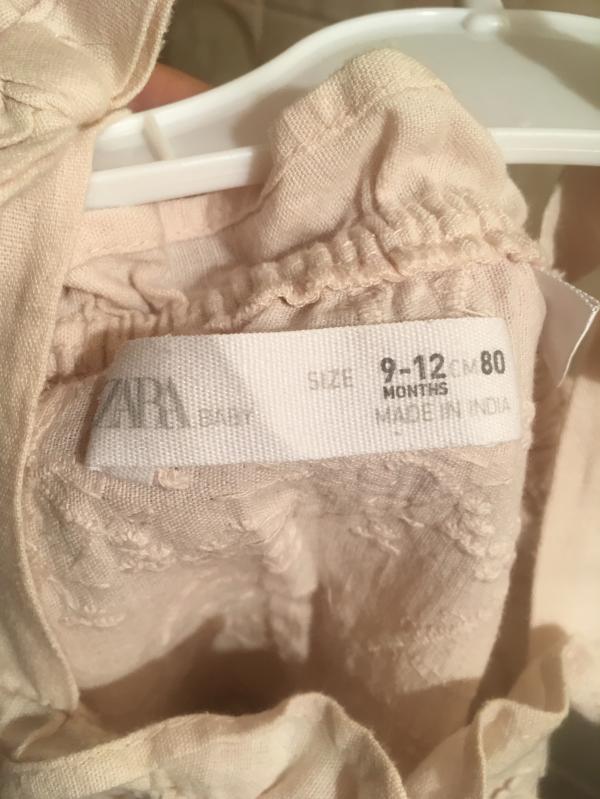 ZARA BABY SIZE 9-12 CM 80
MONTHS
MADE IN INDIA